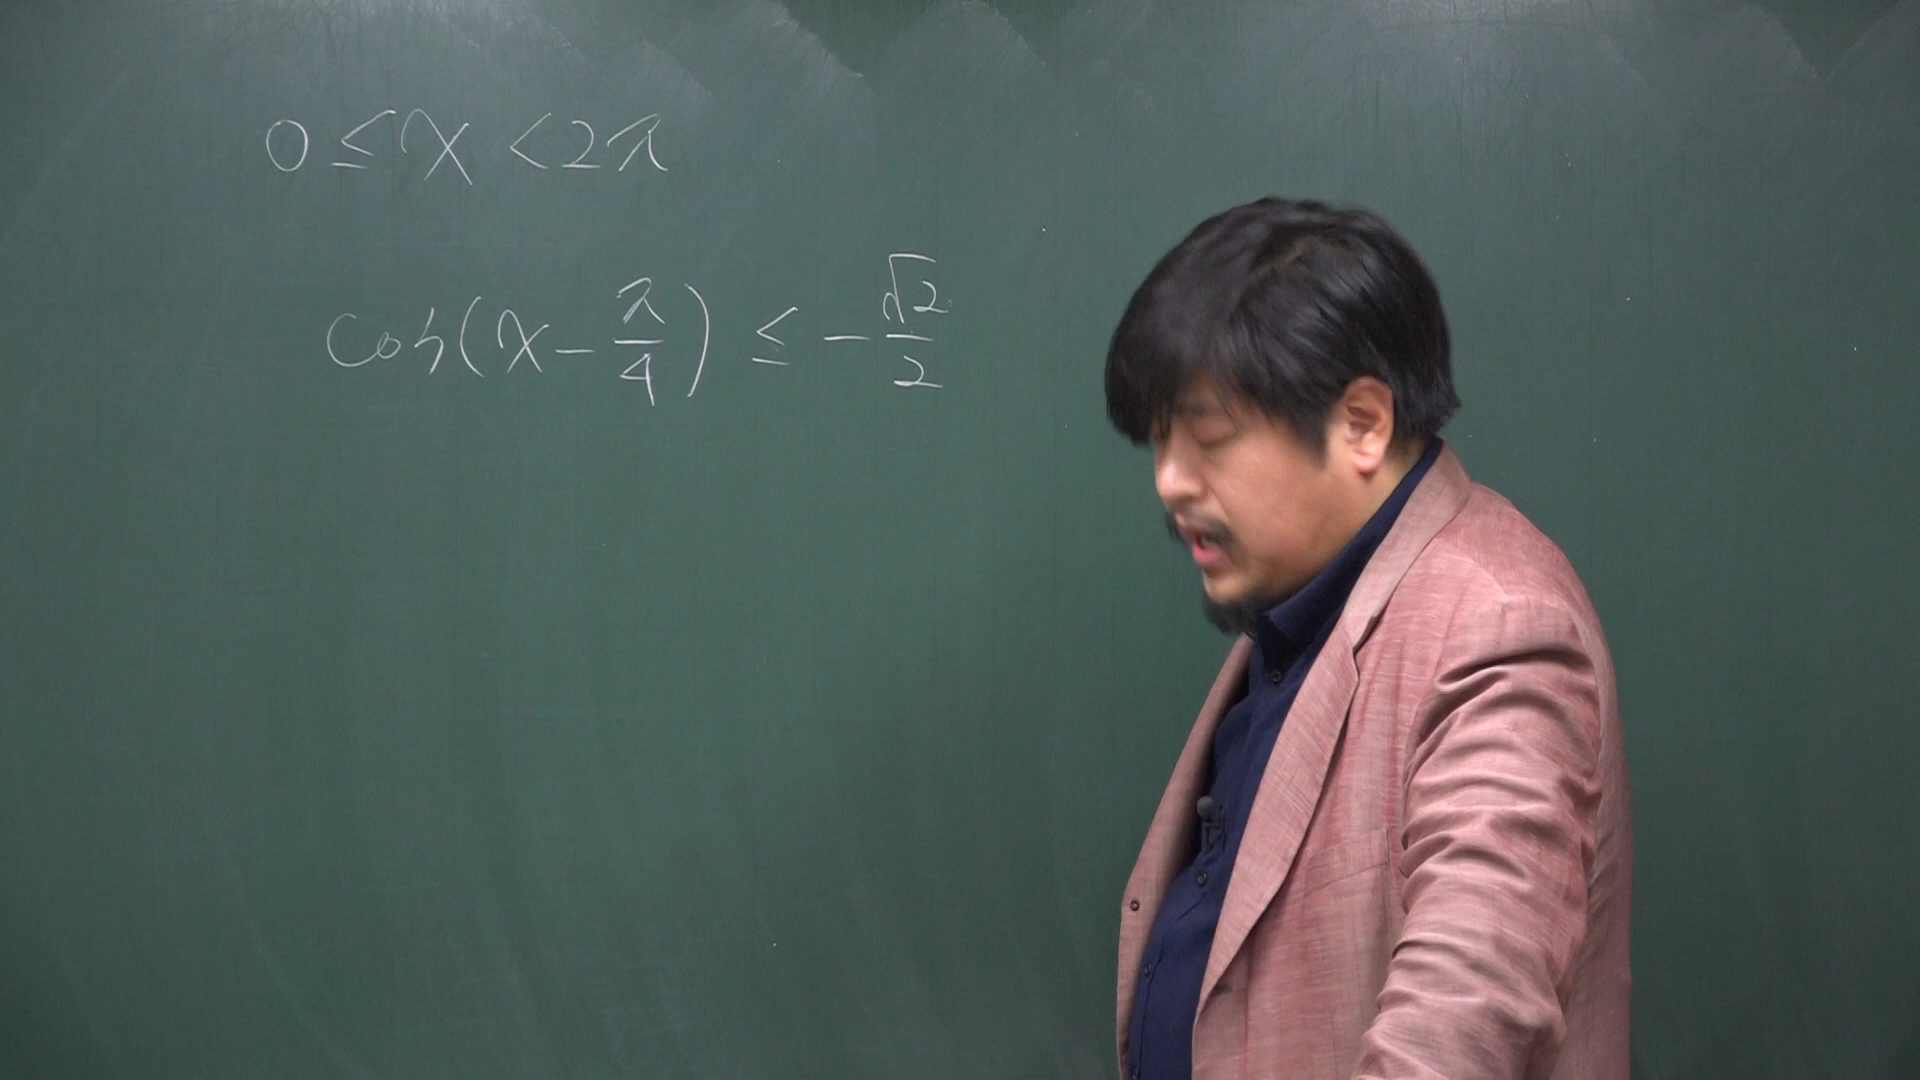 0 ≤ x < 2π
cos(x - π/4) ≤ - √2/2